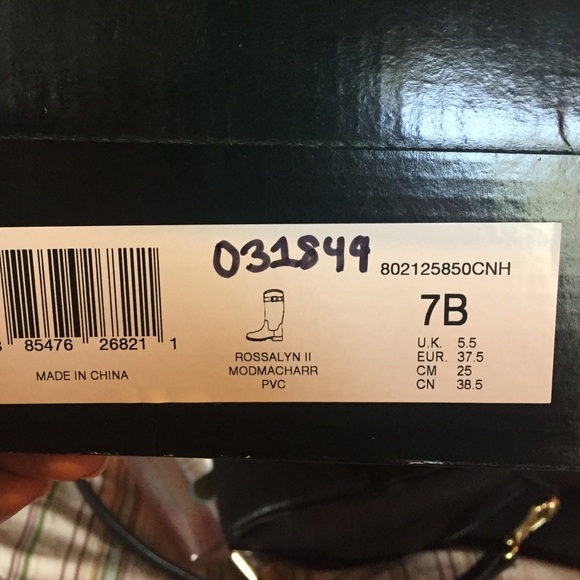 031844
802125850CNH
7B
U.K. 5.5
EUR. 37.5
CM 25
CN 38.5
ROSSALYN II
MODMACHARR
PVC
85476 26821 1
MADE IN CHINA